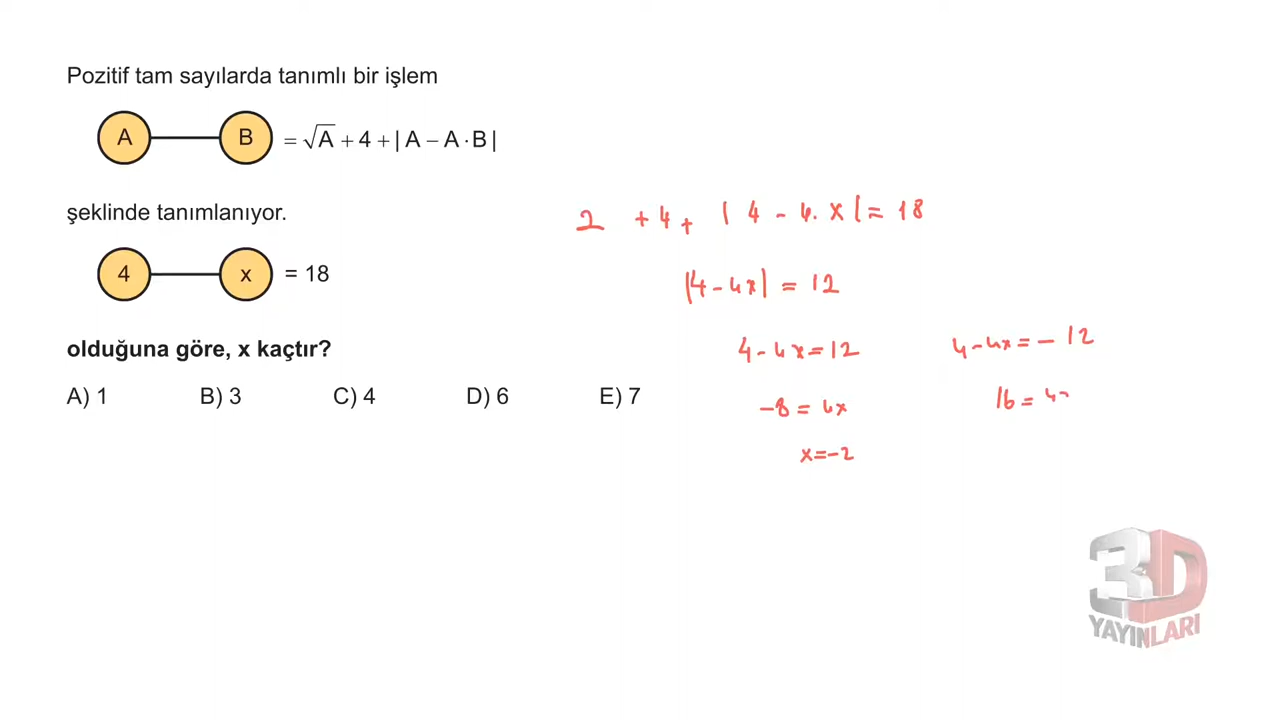 Pozitif tam sayılarda tanımlı bir işlem
A B = √A + 4 + | A − A · B |
şeklinde tanımlanıyor.
4 x = 18
olduğuna göre, x kaçtır?
A) 1 B) 3 C) 4 D) 6 E) 7
2 + 4 + | 4 - 4. x | = 18
|4 - 4x| = 12
4 - 4x = 12
-8 = 4x
x = -2
4 - 4x = - 12
16 = 4
3D
YAYINLARI